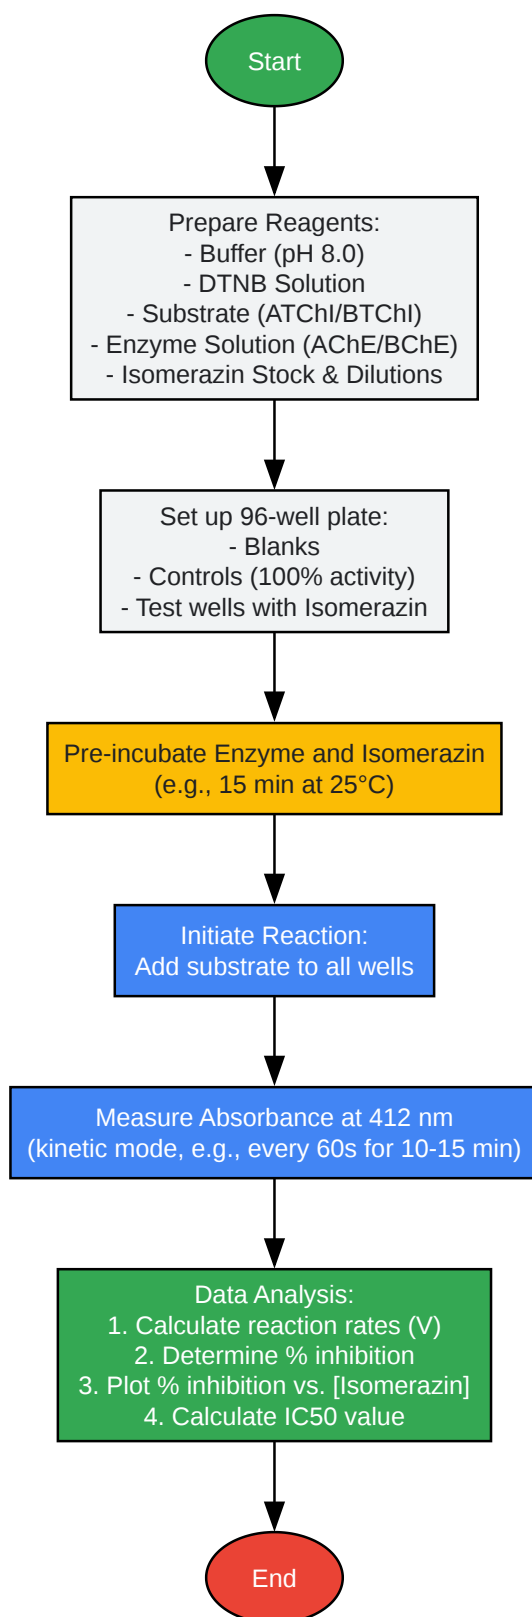 Start
Prepare Reagents:
- Buffer (pH 8.0)
- DTNB Solution
- Substrate (ATChI/BTChI)
- Enzyme Solution (AChE/BChE)
- Isomerazin Stock & Dilutions
Set up 96-well plate:
- Blanks
- Controls (100% activity)
- Test wells with Isomerazin
Pre-incubate Enzyme and Isomerazin
(e.g., 15 min at 25°C)
Initiate Reaction:
Add substrate to all wells
Measure Absorbance at 412 nm
(kinetic mode, e.g., every 60s for 10-15 min)
Data Analysis:
1. Calculate reaction rates (V)
2. Determine % inhibition
3. Plot % inhibition vs. [Isomerazin]
4. Calculate IC50 value
End